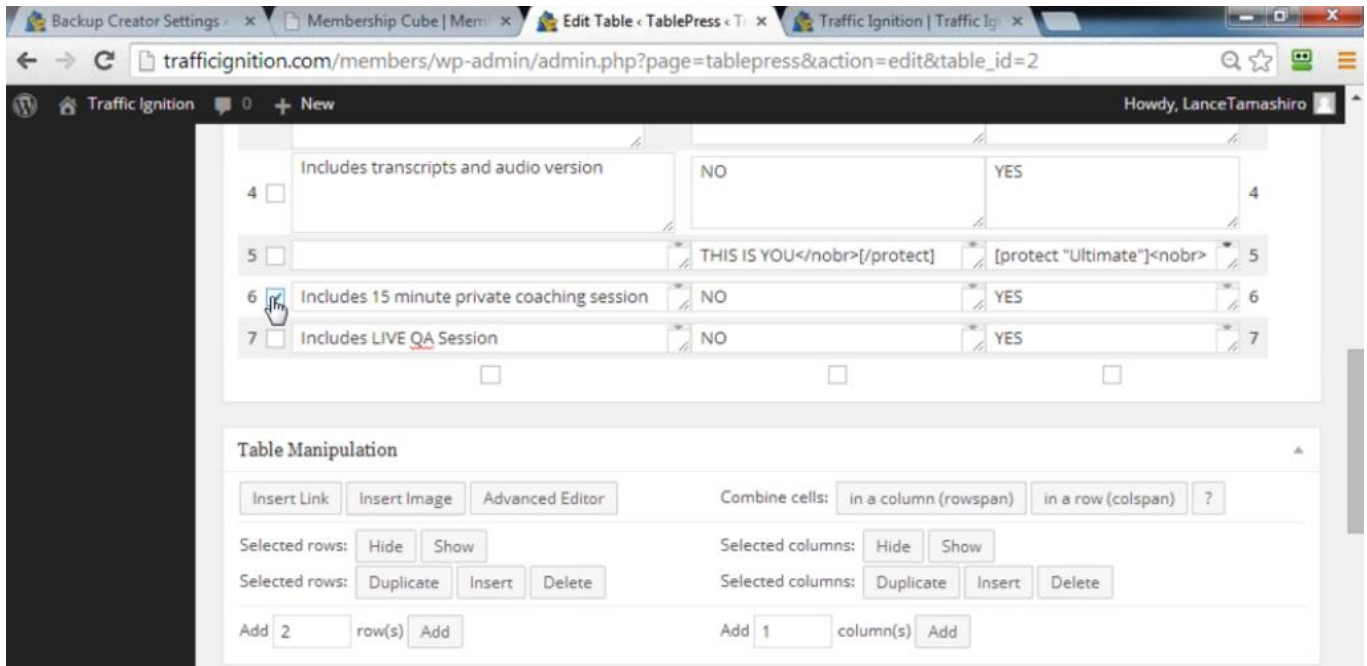 Backup Creator Settings ‹
Membership Cube | Mem
Edit Table ‹ TablePress ‹ T
Traffic Ignition | Traffic Ig
trafficignition.com/members/wp-admin/admin.php?page=tablepress&action=edit&table_id=2
Traffic Ignition 0 + New Howdy, LanceTamashiro
4 Includes transcripts and audio version NO YES 4
5 THIS IS YOU</nobr>[/protect] [protect "Ultimate"]<nobr> 5
6 Includes 15 minute private coaching session NO YES 6
7 Includes LIVE QA Session NO YES 7
Table Manipulation
Insert Link Insert Image Advanced Editor Combine cells: in a column (rowspan) in a row (colspan) ?
Selected rows: Hide Show Selected columns: Hide Show
Selected rows: Duplicate Insert Delete Selected columns: Duplicate Insert Delete
Add 2 row(s) Add Add 1 column(s) Add